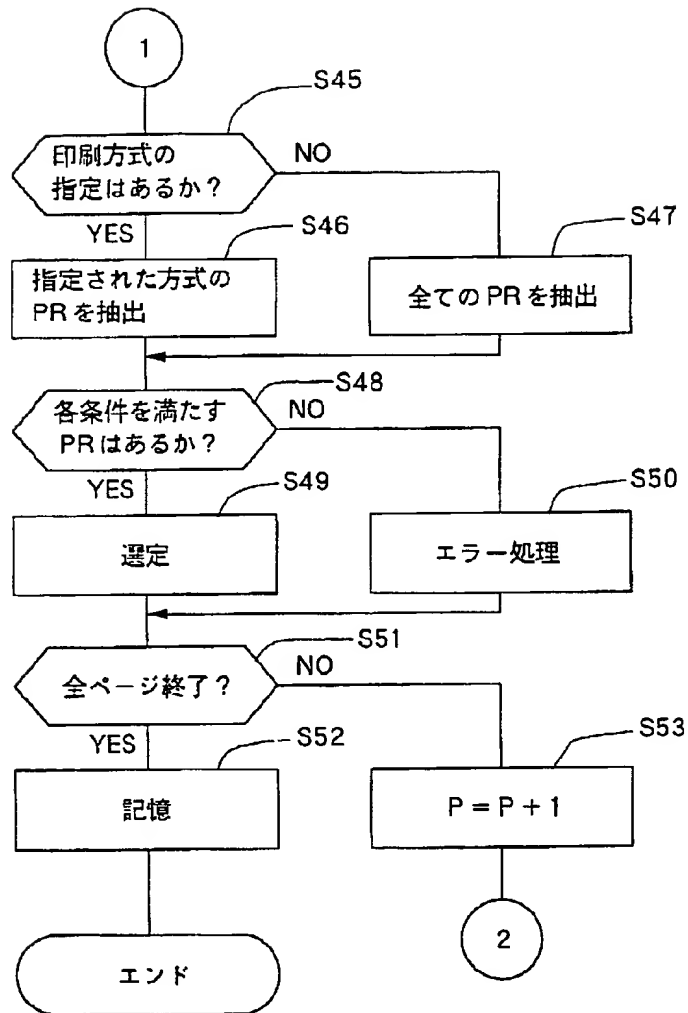 1
S45
印刷方式の
指定はあるか？
NO
YES
S46
S47
指定された方式の
PRを抽出
全てのPRを抽出
S48
各条件を満たす
PRはあるか？
NO
YES
S49
S50
選定
エラー処理
S51
全ページ終了？
NO
YES
S52
S53
記憶
P＝P＋1
エンド
2